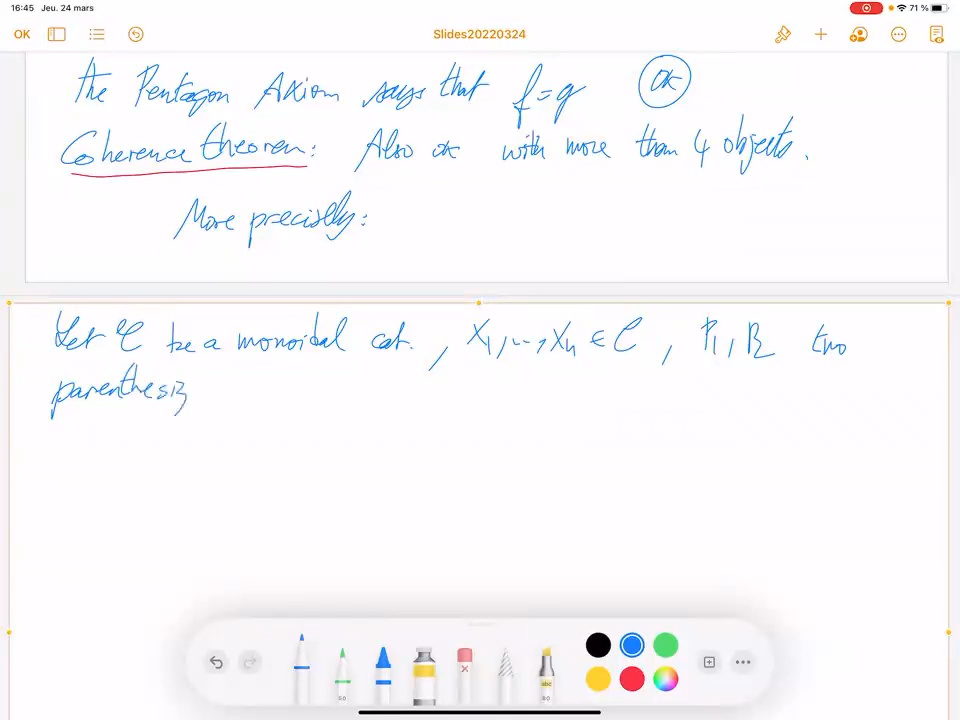 16:45 Jeu. 24 mars
71 %
OK
Slides20220324
the Pentagon Axiom says that f=g OK
Coherence theorem: Also ok with more than 4 objects.
More precisely:
Let C be a monoidal cat., X1,...,Xn ∈ C, P1, P2 two
parenthesiz